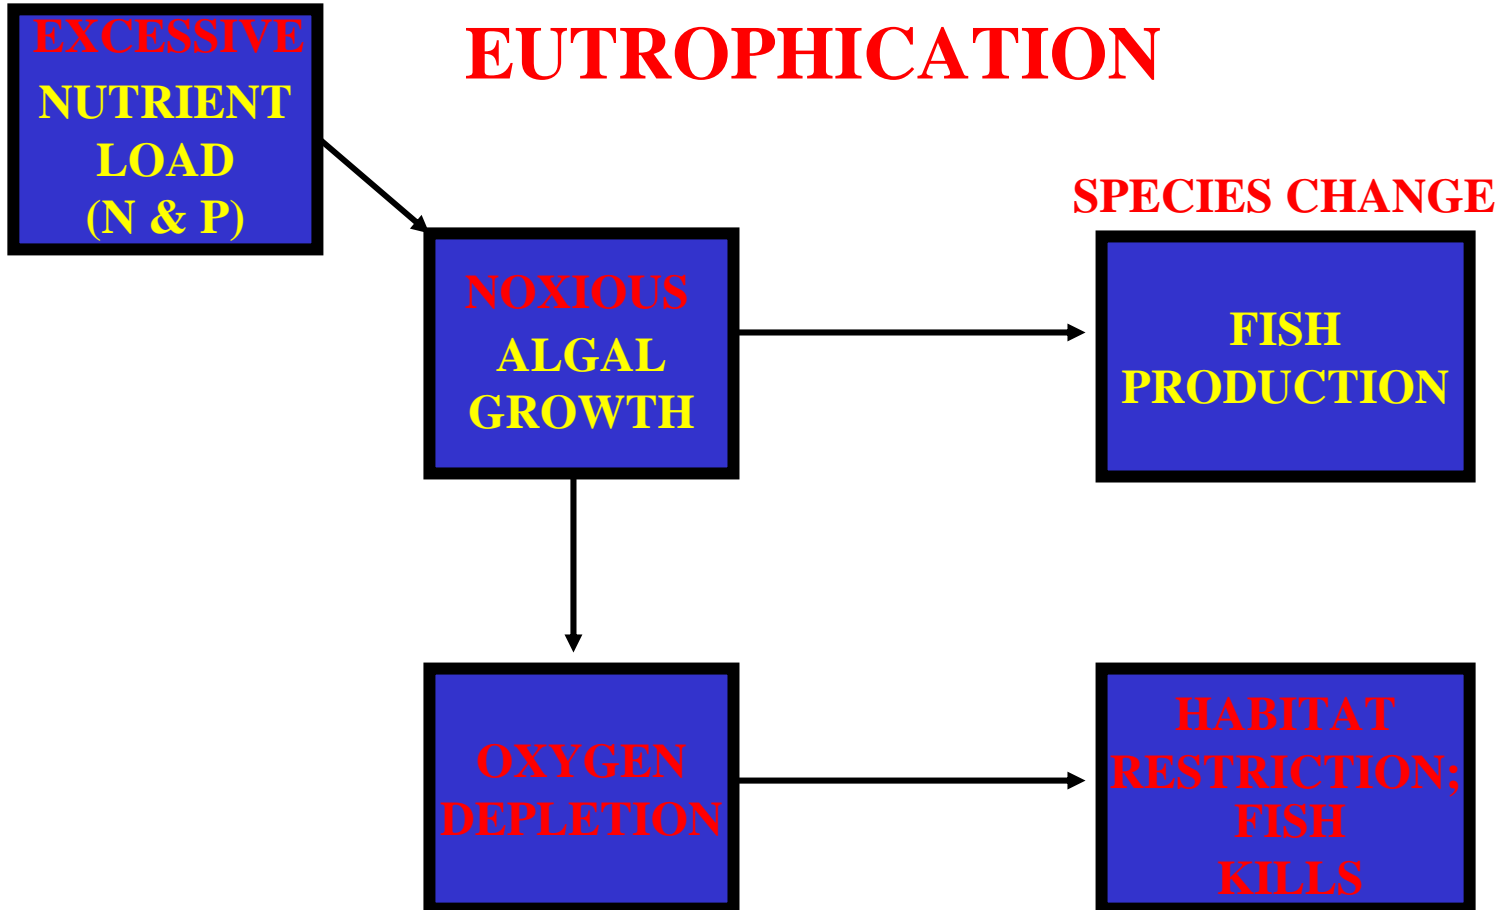 EUTROPHICATION
EXCESSIVE
NUTRIENT
LOAD
(N & P)
NOXIOUS
ALGAL
GROWTH
SPECIES CHANGE
FISH
PRODUCTION
OXYGEN
DEPLETION
HABITAT
RESTRICTION;
FISH
KILLS